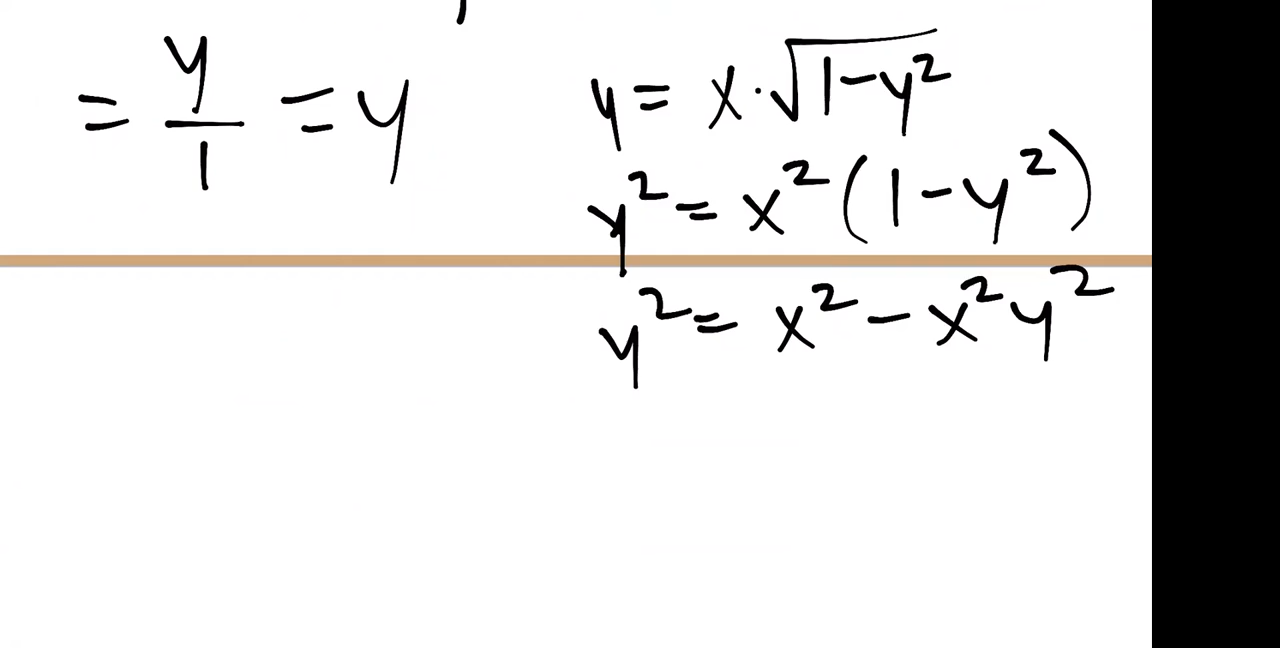 = y/1 = y
y = x·√(1-y²)
y² = x²(1-y²)
y² = x² - x²y²